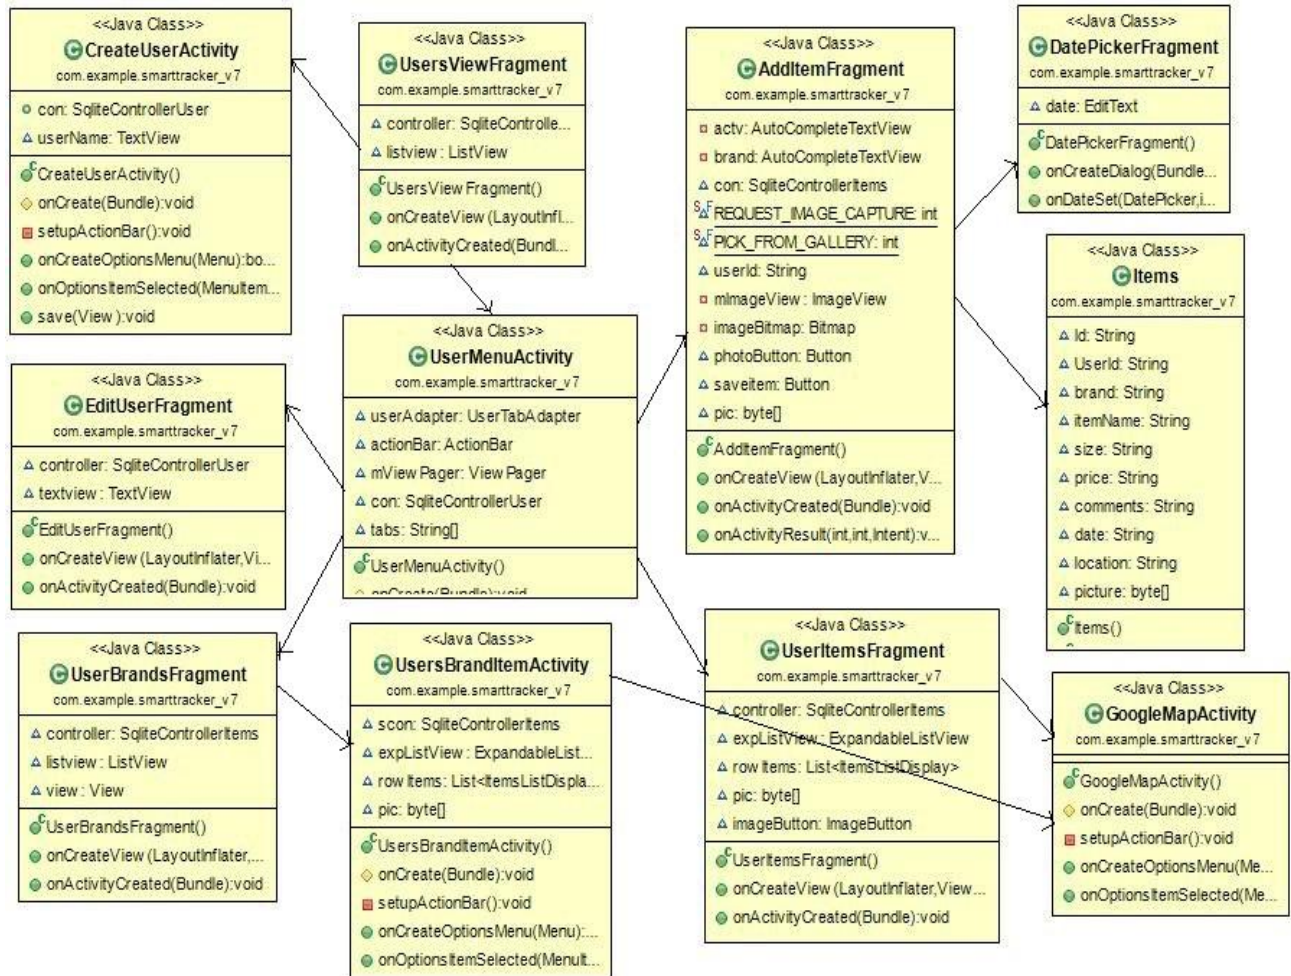 <<Java Class>>
CreateUserActivity
com.example.smarttracker_v7
con: SqliteControllerUser
userName: TextView
CreateUserActivity()
onCreate(Bundle):void
setupActionBar():void
onCreateOptionsMenu(Menu):bo...
onOptionsItemSelected(MenuItem...
save(View):void
<<Java Class>>
UsersViewFragment
com.example.smarttracker_v7
controller: SqliteControlle...
listview: ListView
UsersViewFragment()
onCreateView(LayoutInfl...
onActivityCreated(Bundl...
<<Java Class>>
AddItemFragment
com.example.smarttracker_v7
actv: AutoCompleteTextView
brand: AutoCompleteTextView
con: SqliteControllerItems
REQUEST_IMAGE_CAPTURE: int
PICK_FROM_GALLERY: int
userId: String
mImageView: ImageView
imageBitmap: Bitmap
photoButton: Button
saveitem: Button
pic: byte[]
AddItemFragment()
onCreateView(LayoutInflater,V...
onActivityCreated(Bundle):void
onActivityResult(int,int,Intent):v...
<<Java Class>>
DatePickerFragment
com.example.smarttracker_v7
date: EditText
DatePickerFragment()
onCreateDialog(Bundle...
onDateSet(DatePicker,i...
<<Java Class>>
Items
com.example.smarttracker_v7
Id: String
UserId: String
brand: String
itemName: String
size: String
price: String
comments: String
date: String
location: String
picture: byte[]
Items()
<<Java Class>>
UserMenuActivity
com.example.smarttracker_v7
userAdapter: UserTabAdapter
actionBar: ActionBar
mViewPager: ViewPager
con: SqliteControllerUser
tabs: String[]
UserMenuActivity()
onCreate(Bundle):void
<<Java Class>>
EditUserFragment
com.example.smarttracker_v7
controller: SqliteControllerUser
textview: TextView
EditUserFragment()
onCreateView(LayoutInflater,Vi...
onActivityCreated(Bundle):void
<<Java Class>>
UserBrandsFragment
com.example.smarttracker_v7
controller: SqliteControllerItems
listview: ListView
view: View
UserBrandsFragment()
onCreateView(LayoutInflater,...
onActivityCreated(Bundle):void
<<Java Class>>
UsersBrandItemActivity
com.example.smarttracker_v7
scon: SqliteControllerItems
expListView: ExpandableList...
rowItems: List<ItemsListDispla...
pic: byte[]
UsersBrandItemActivity()
onCreate(Bundle):void
setupActionBar():void
onCreateOptionsMenu(Menu):...
onOptionsItemSelected(MenuIt...
<<Java Class>>
UserItemsFragment
com.example.smarttracker_v7
controller: SqliteControllerItems
expListView: ExpandableListView
rowItems: List<ItemsListDisplay>
pic: byte[]
imageButton: ImageButton
UserItemsFragment()
onCreateView(LayoutInflater,View...
onActivityCreated(Bundle):void
<<Java Class>>
GoogleMapActivity
com.example.smarttracker_v7
GoogleMapActivity()
onCreate(Bundle):void
setupActionBar():void
onCreateOptionsMenu(Me...
onOptionsItemSelected(Me...